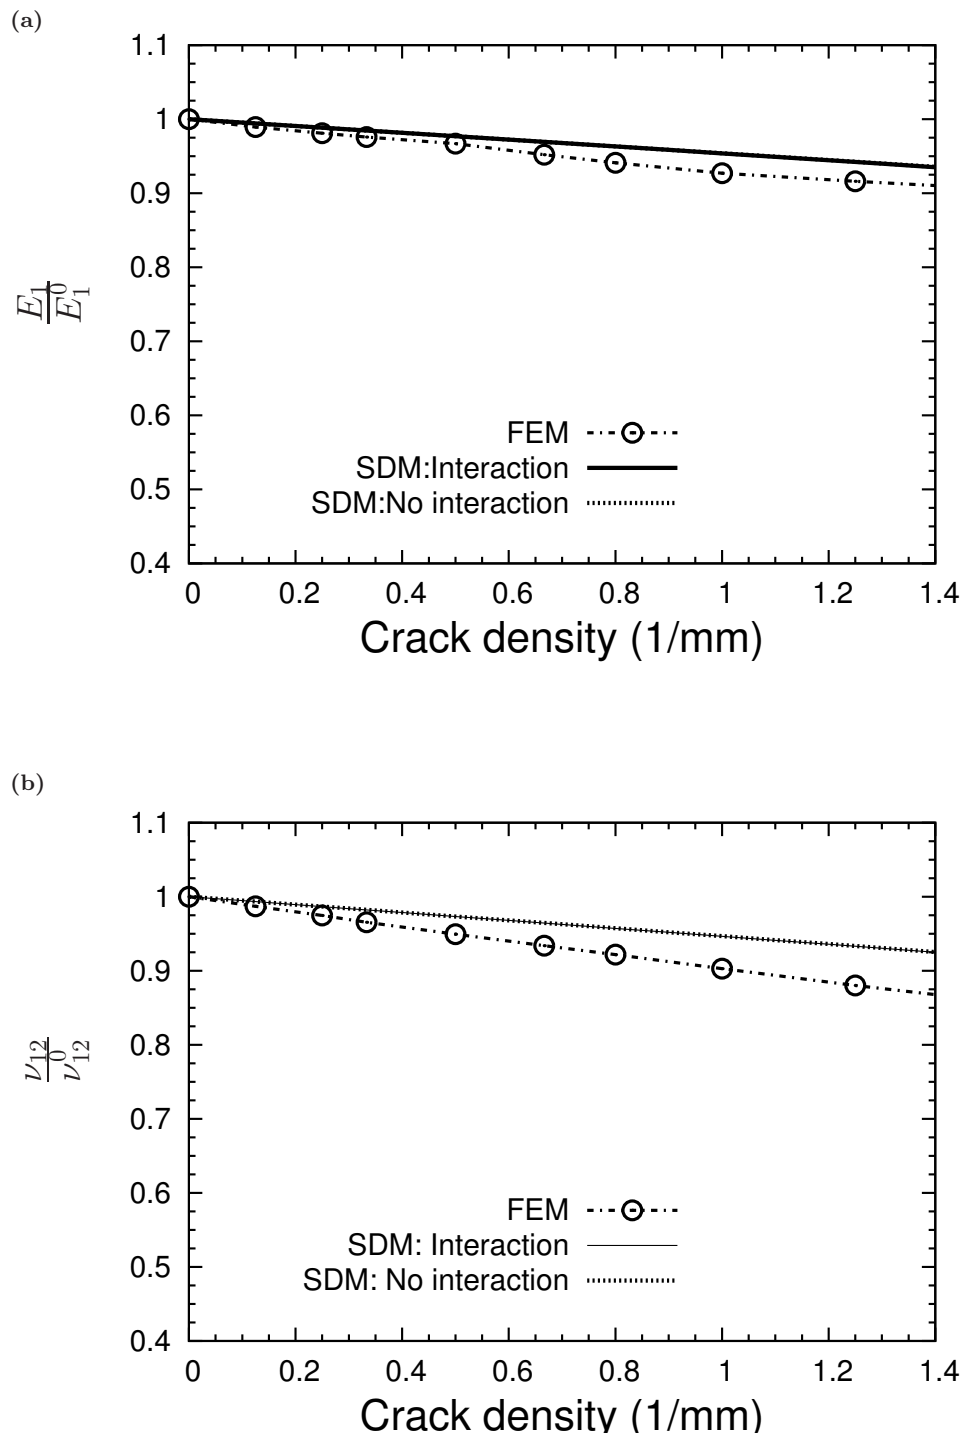 (a)
1.1
1
0.9
0.8
0.7
0.6
0.5
0.4
E_1 / E_1^0
FEM
SDM:Interaction
SDM:No interaction
0 0.2 0.4 0.6 0.8 1 1.2 1.4
Crack density (1/mm)
(b)
1.1
1
0.9
0.8
0.7
0.6
0.5
0.4
ν_12 / ν_12^0
FEM
SDM: Interaction
SDM: No interaction
0 0.2 0.4 0.6 0.8 1 1.2 1.4
Crack density (1/mm)